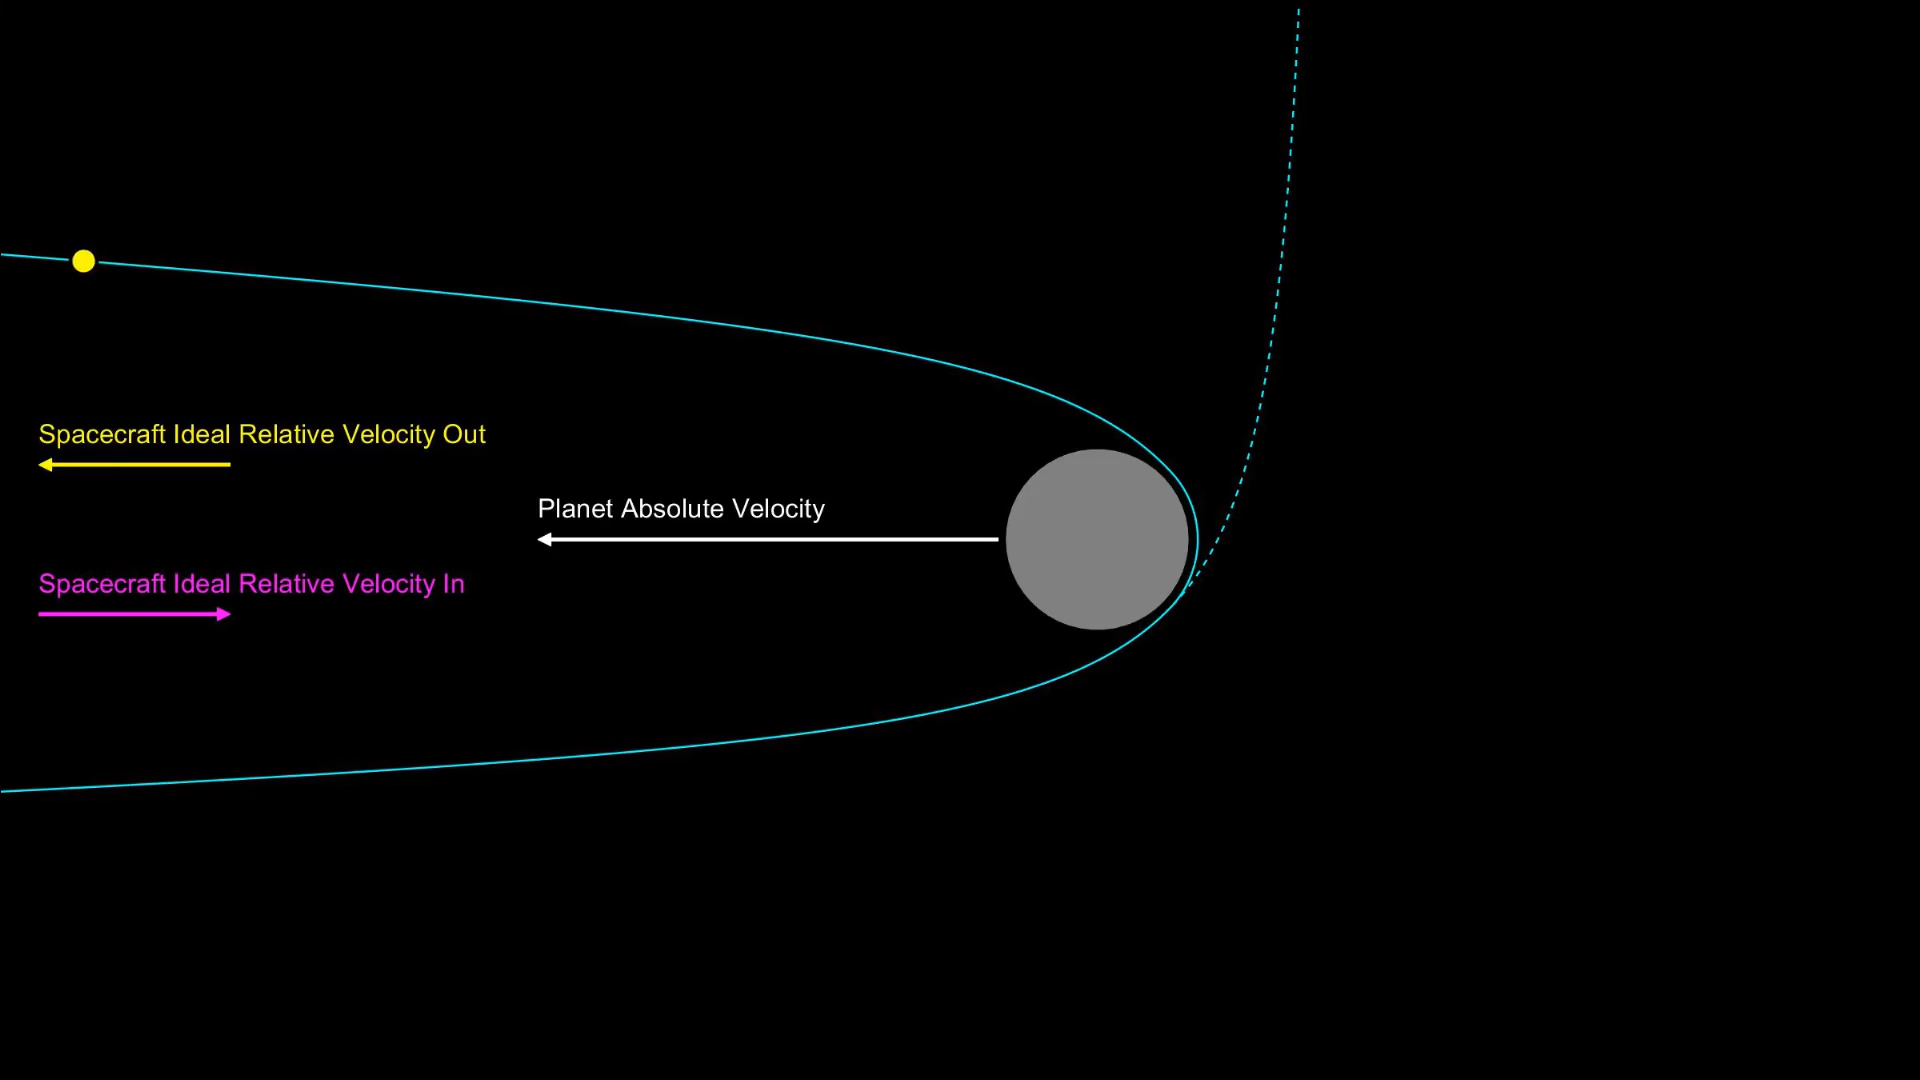 Spacecraft Ideal Relative Velocity Out
Planet Absolute Velocity
Spacecraft Ideal Relative Velocity In